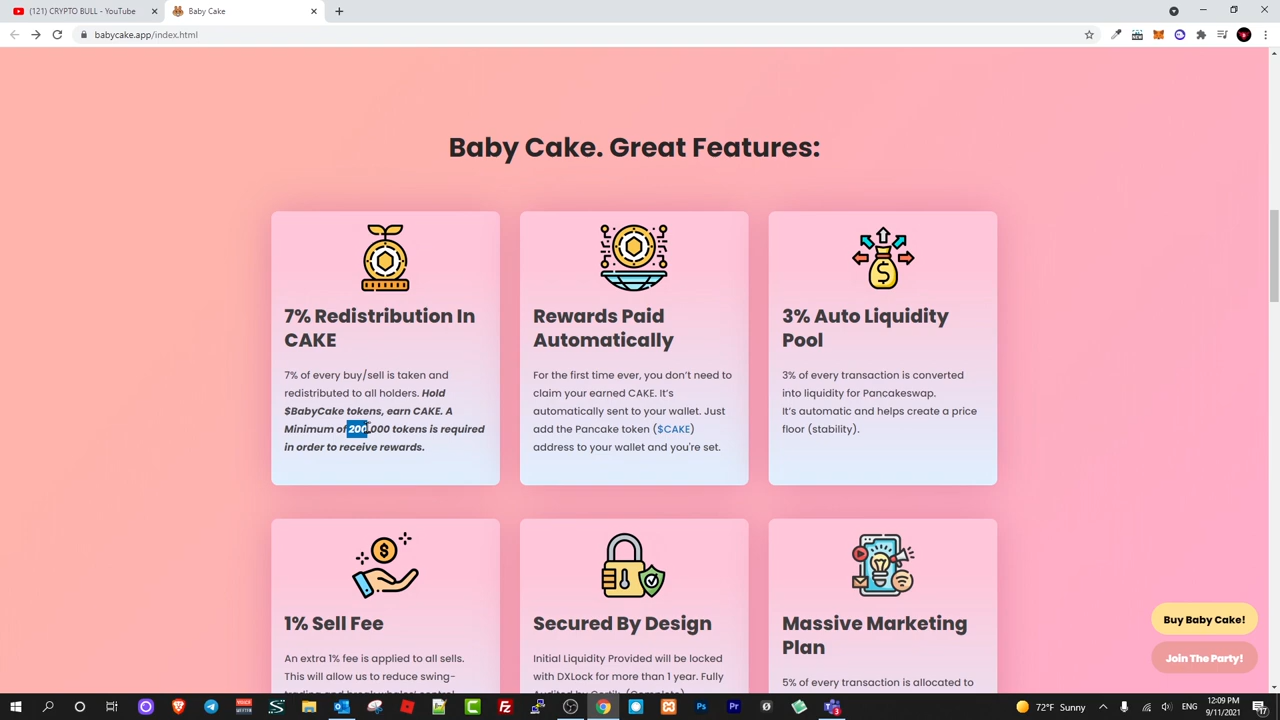 (121) CRYPTO BULL - YouTube
Baby Cake
babycake.app/index.html
Baby Cake. Great Features:
7% Redistribution In
CAKE
7% of every buy/sell is taken and
redistributed to all holders. Hold
$BabyCake tokens, earn CAKE. A
Minimum of 200,000 tokens is required
in order to receive rewards.
Rewards Paid
Automatically
For the first time ever, you don't need to
claim your earned CAKE. It's
automatically sent to your wallet. Just
add the Pancake token ($CAKE)
address to your wallet and you're set.
3% Auto Liquidity
Pool
3% of every transaction is converted
into liquidity for Pancakeswap.
It's automatic and helps create a price
floor (stability).
1% Sell Fee
An extra 1% fee is applied to all sells.
This will allow us to reduce swing-
Secured By Design
Initial Liquidity Provided will be locked
with DXLock for more than 1 year. Fully
Audited by Certik (Complete)
Massive Marketing
Plan
5% of every transaction is allocated to
Buy Baby Cake!
Join The Party!
72°F Sunny
12:09 PM
9/11/2021
17